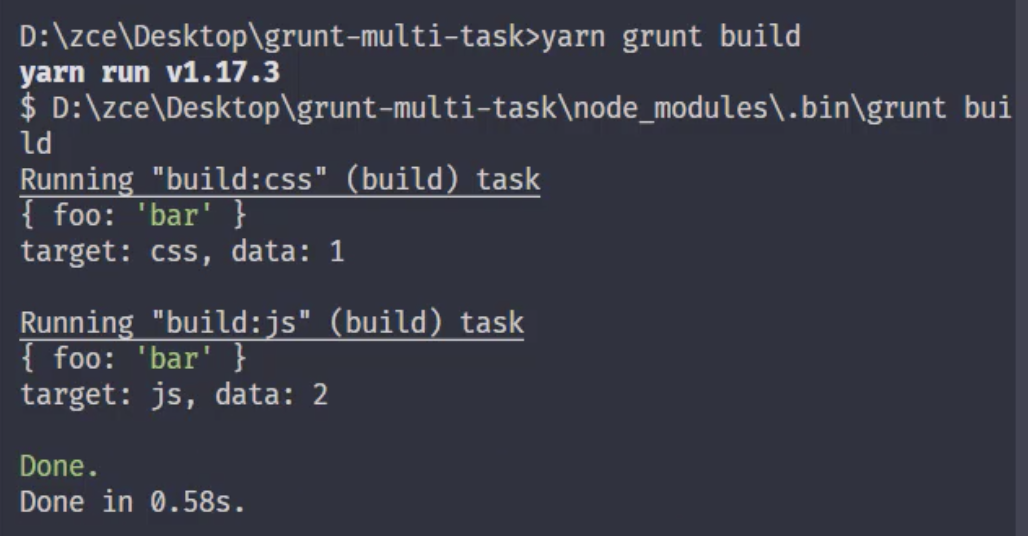 D:\zce\Desktop\grunt-multi-task>yarn grunt build
yarn run v1.17.3
$ D:\zce\Desktop\grunt-multi-task\node_modules\.bin\grunt bui
ld
Running "build:css" (build) task
{ foo: 'bar' }
target: css, data: 1
Running "build:js" (build) task
{ foo: 'bar' }
target: js, data: 2
Done.
Done in 0.58s.